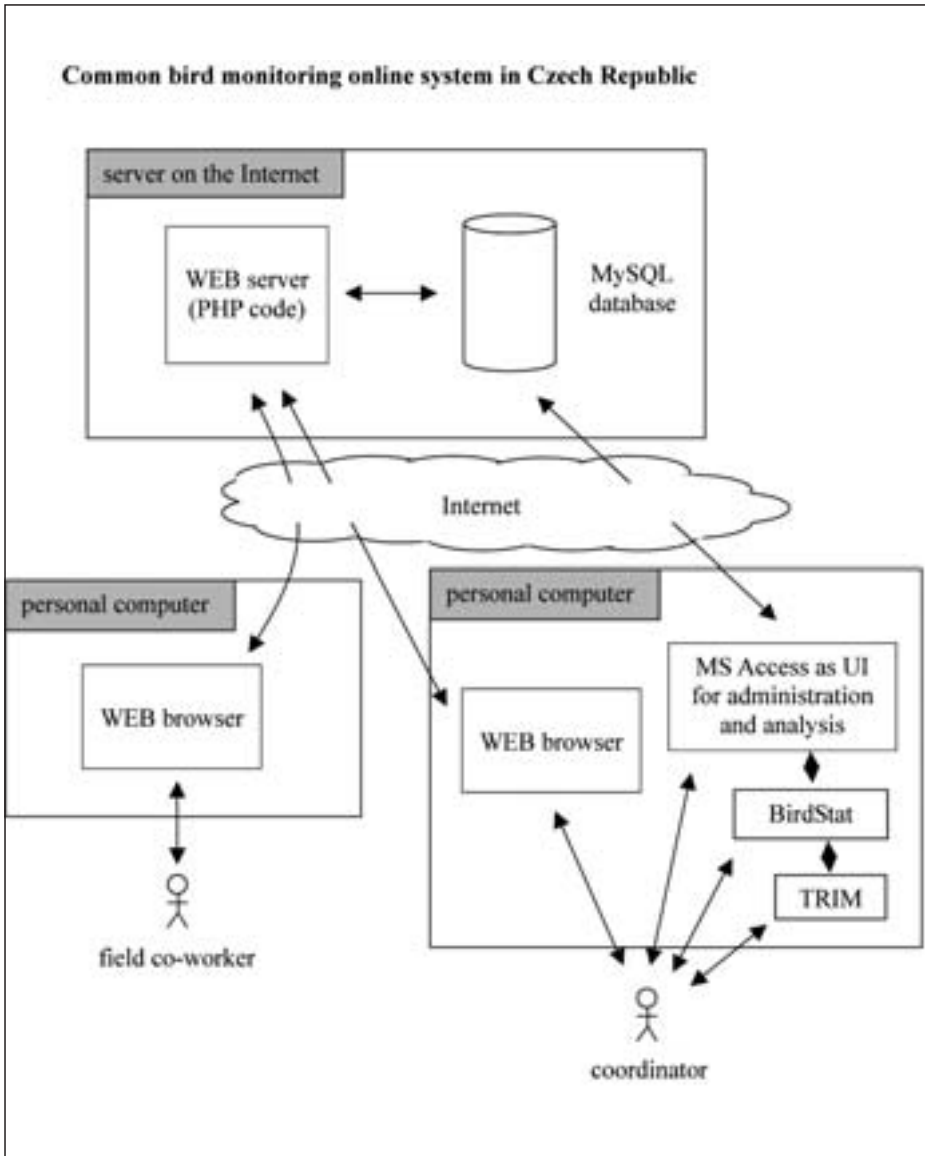 Common bird monitoring online system in Czech Republic
server on the Internet
WEB server
(PHP code)
MySQL
database
Internet
personal computer
WEB browser
field co-worker
personal computer
MS Access as UI
for administration
and analysis
WEB browser
BirdStat
TRIM
coordinator